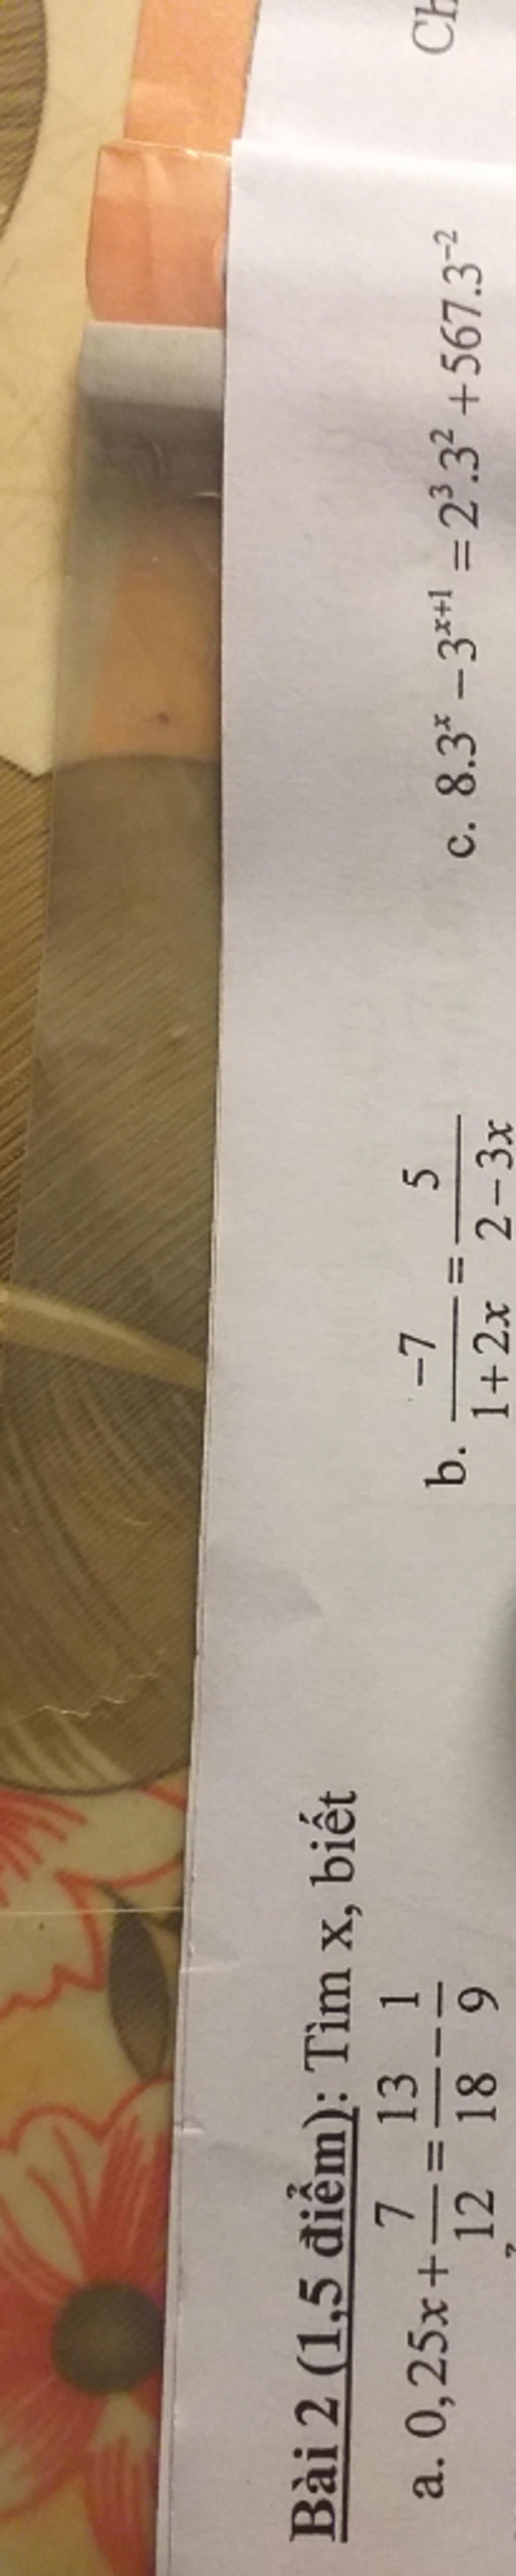 Bài 2 (1,5 điểm): Tìm x, biết
a. 0,25x + 7/12 = 13/18 − 1/9 b. −7/(1+2x) = 5/(2−3x) c. 8.3^x − 3^(x+1) = 2^3.3^2 + 567.3^(−2)